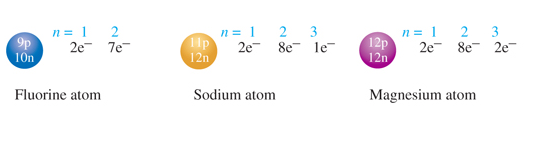 n = 1 2
9p
10n
2e⁻ 7e⁻
Fluorine atom
n = 1 2 3
11p
12n
2e⁻ 8e⁻ 1e⁻
Sodium atom
n = 1 2 3
12p
12n
2e⁻ 8e⁻ 2e⁻
Magnesium atom